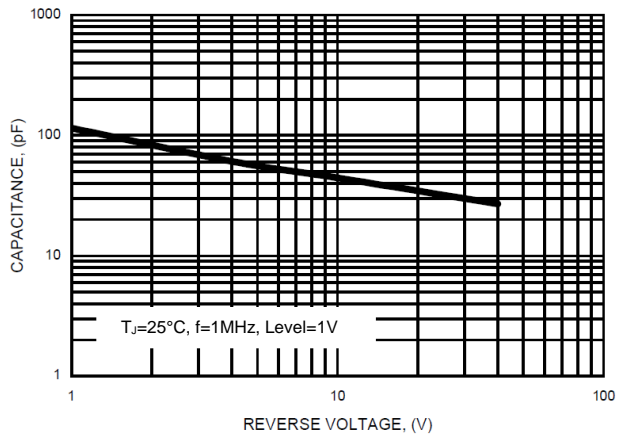 1000
100
10
1
CAPACITANCE, (pF)
TJ=25°C, f=1MHz, Level=1V
1
10
100
REVERSE VOLTAGE, (V)